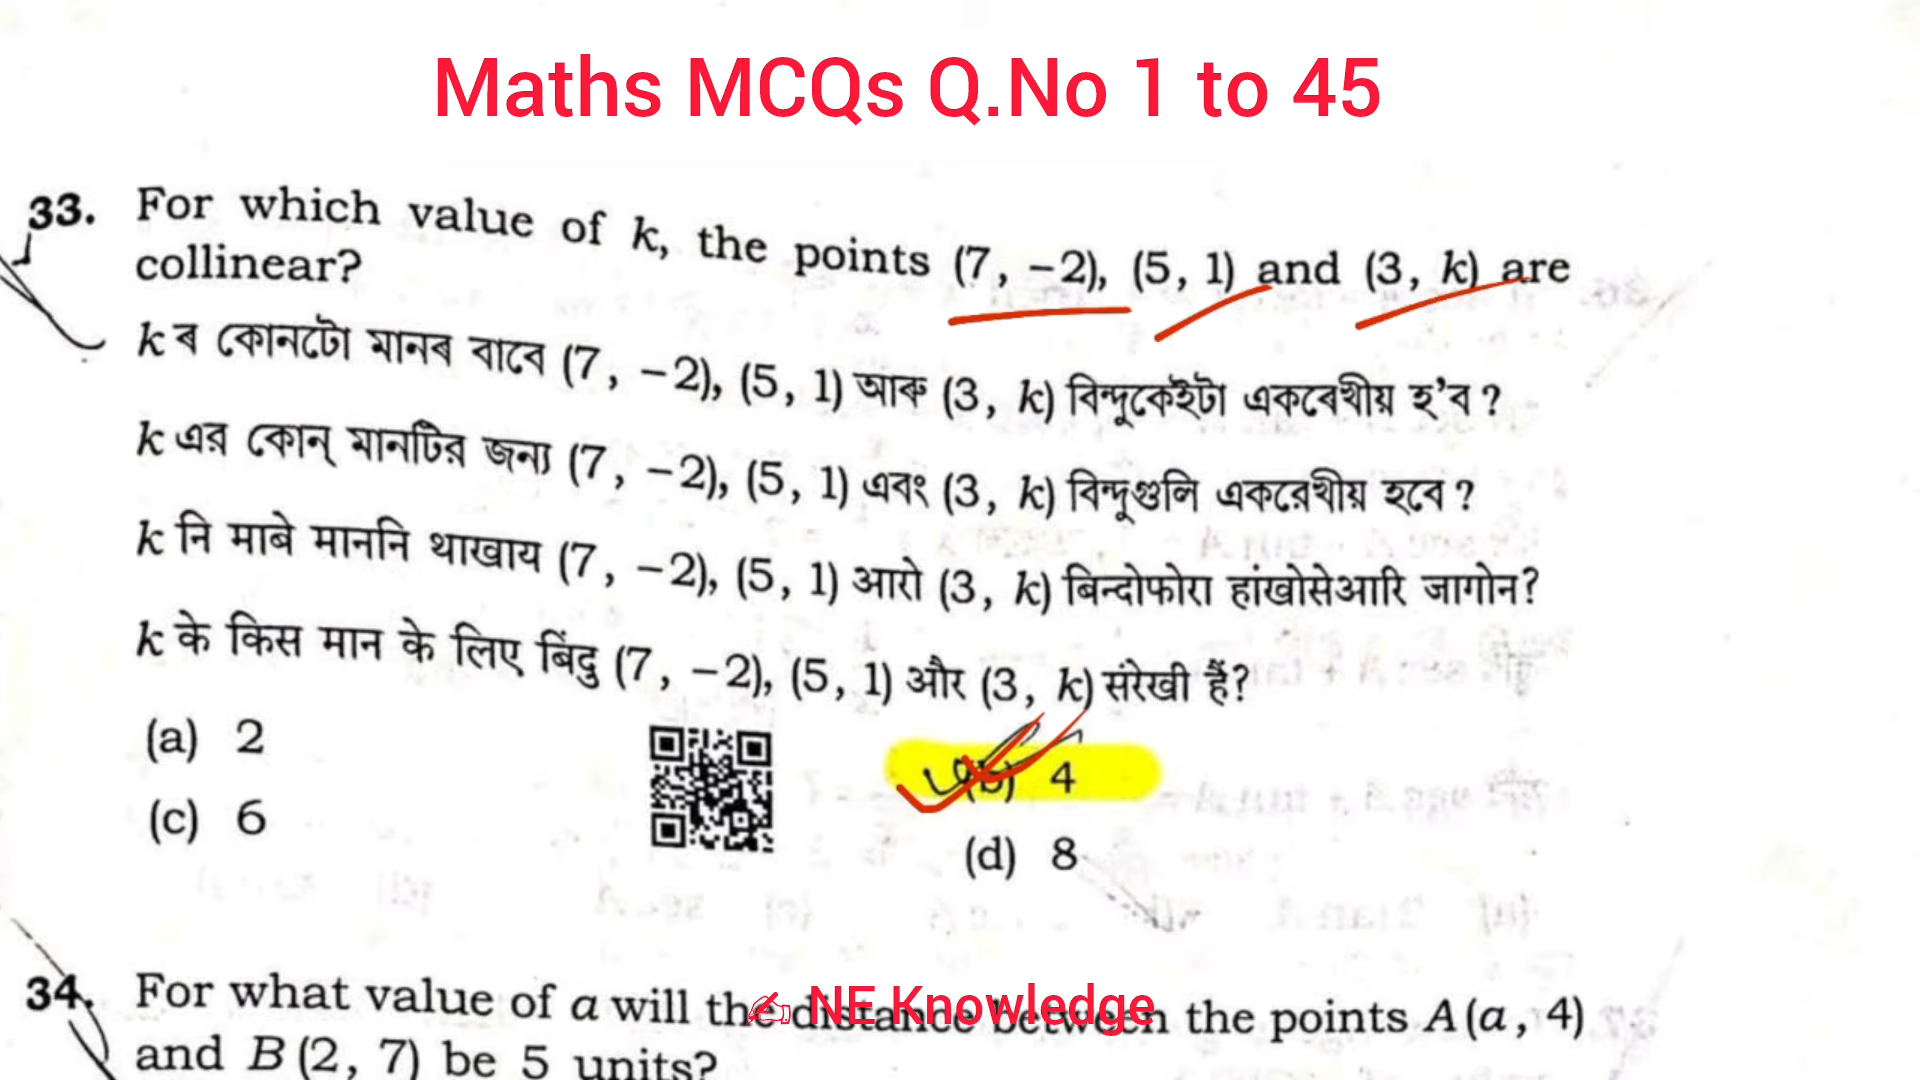 Maths MCQs Q.No 1 to 45
33. For which value of k, the points (7, −2), (5, 1) and (3, k) are
collinear?
k ৰ কোনটো মানৰ বাবে (7, −2), (5, 1) আৰু (3, k) বিন্দুকেইটা একৰেখীয় হ’ব ?
k এর কোন্ মানটির জন্য (7, −2), (5, 1) এবং (3, k) বিন্দুগুলি একরেখীয় হবে ?
k नि माबे माननि थाखाय (7, −2), (5, 1) आरो (3, k) बिन्दोफोरा हांखोसेआरि जागोन?
k के किस मान के लिए बिंदु (7, −2), (5, 1) और (3, k) संरेखी हैं?
(a) 2
(b) 4
(c) 6
(d) 8
34. For what value of a will the distance between the points A (a, 4)
and B (2, 7) be 5 units?
✍ NE Knowledge